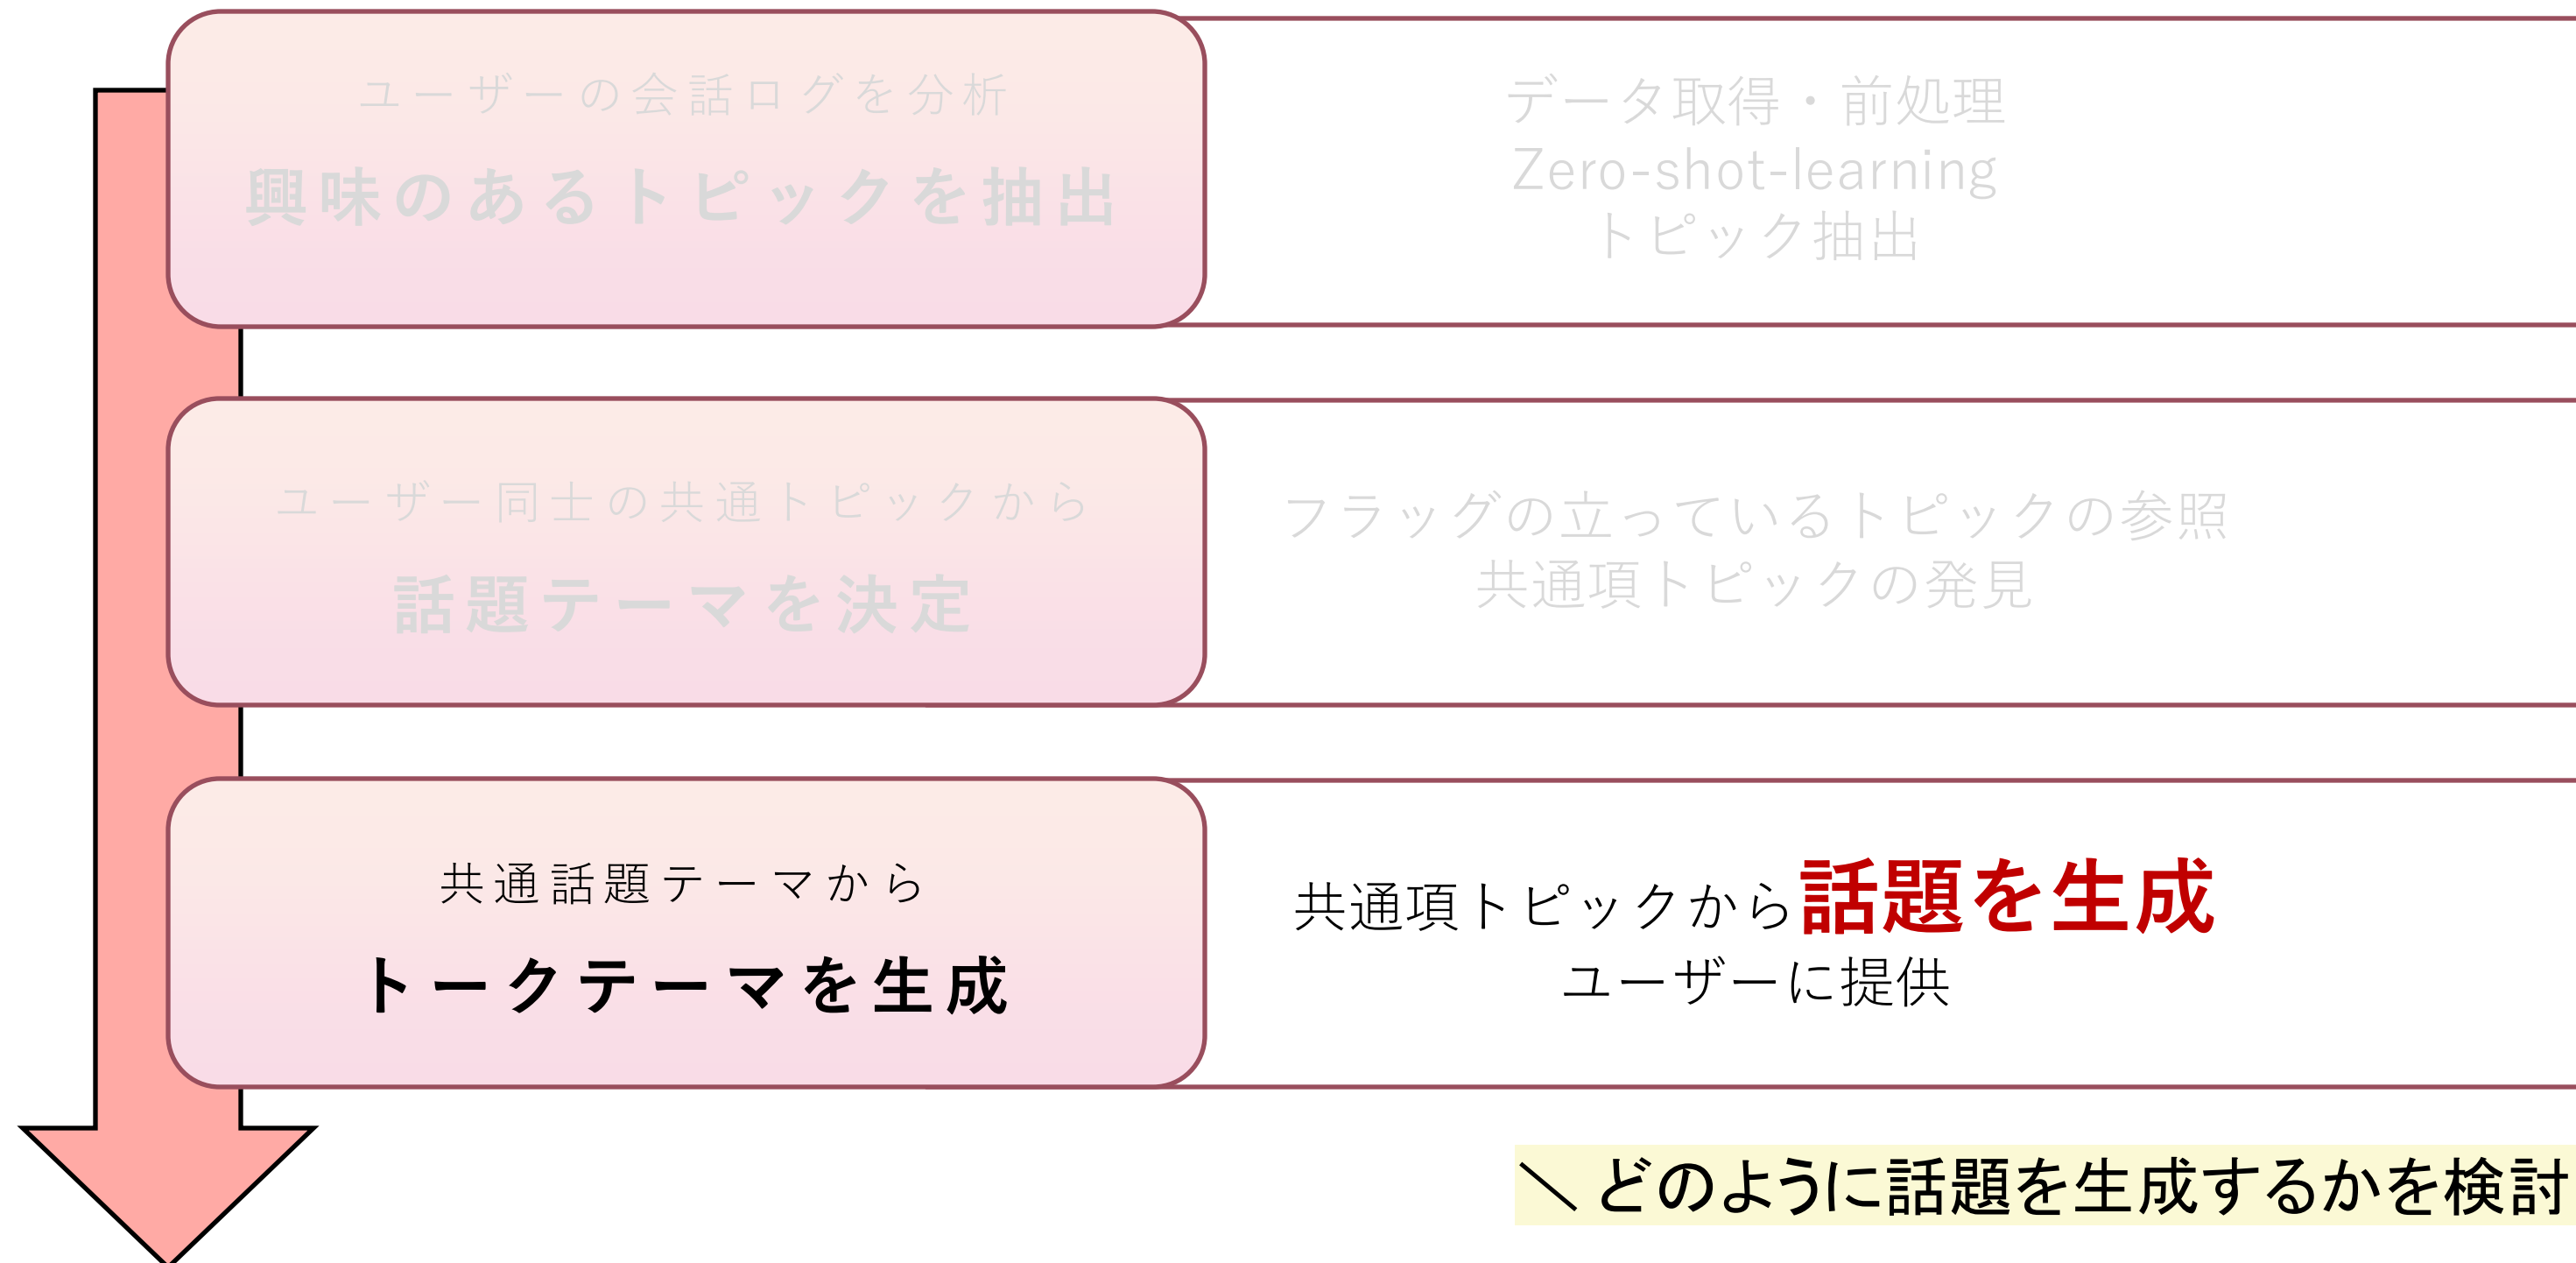 ユーザーの会話ログを分析
興味のあるトピックを抽出
データ取得・前処理
Zero-shot-learning
トピック抽出
ユーザー同士の共通トピックから
話題テーマを決定
フラッグの立っているトピックの参照
共通項トピックの発見
共通話題テーマから
トークテーマを生成
共通項トピックから話題を生成
ユーザーに提供
＼ どのように話題を生成するかを検討